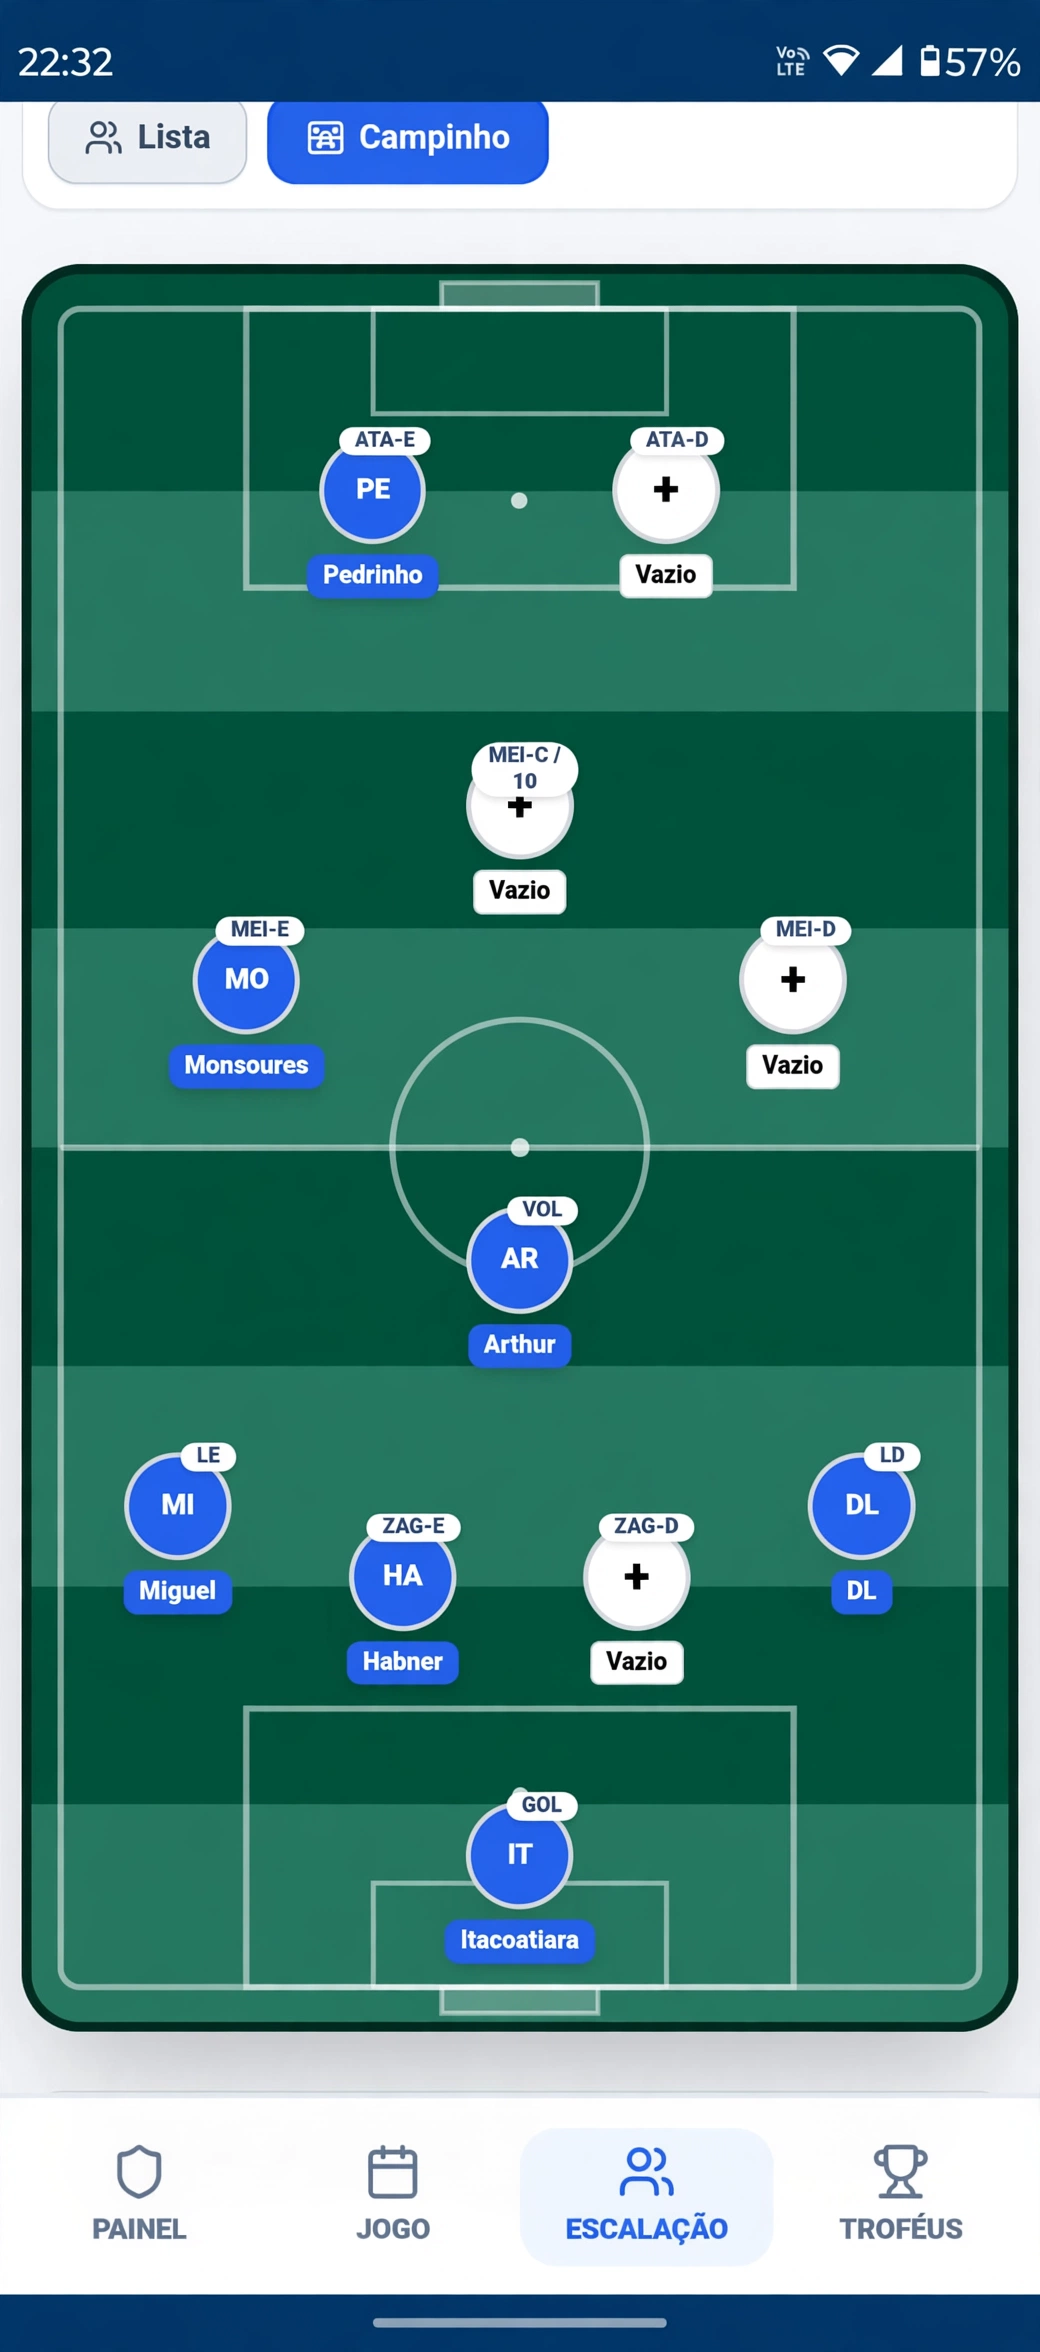 22:32
Vo LTE
57%
Lista
Campinho
ATA-E
ATA-D
PE
Pedrinho
Vazio
MEI-C /
10
Vazio
MEI-E
MEI-D
MO
Monsoures
Vazio
VOL
AR
Arthur
LE
LD
MI
DL
ZAG-E
ZAG-D
HA
Miguel
DL
Habner
Vazio
GOL
IT
Itacoatiara
PAINEL
JOGO
ESCALAÇÃO
TROFÉUS